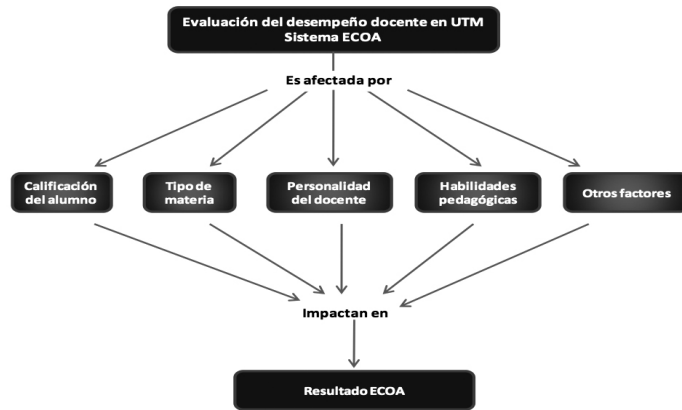 Evaluación del desempeño docente en UTM
Sistema ECOA
Es afectada por
Calificación
del alumno
Tipo de
materia
Personalidad
del docente
Habilidades
pedagógicas
Otros factores
Impactan en
Resultado ECOA